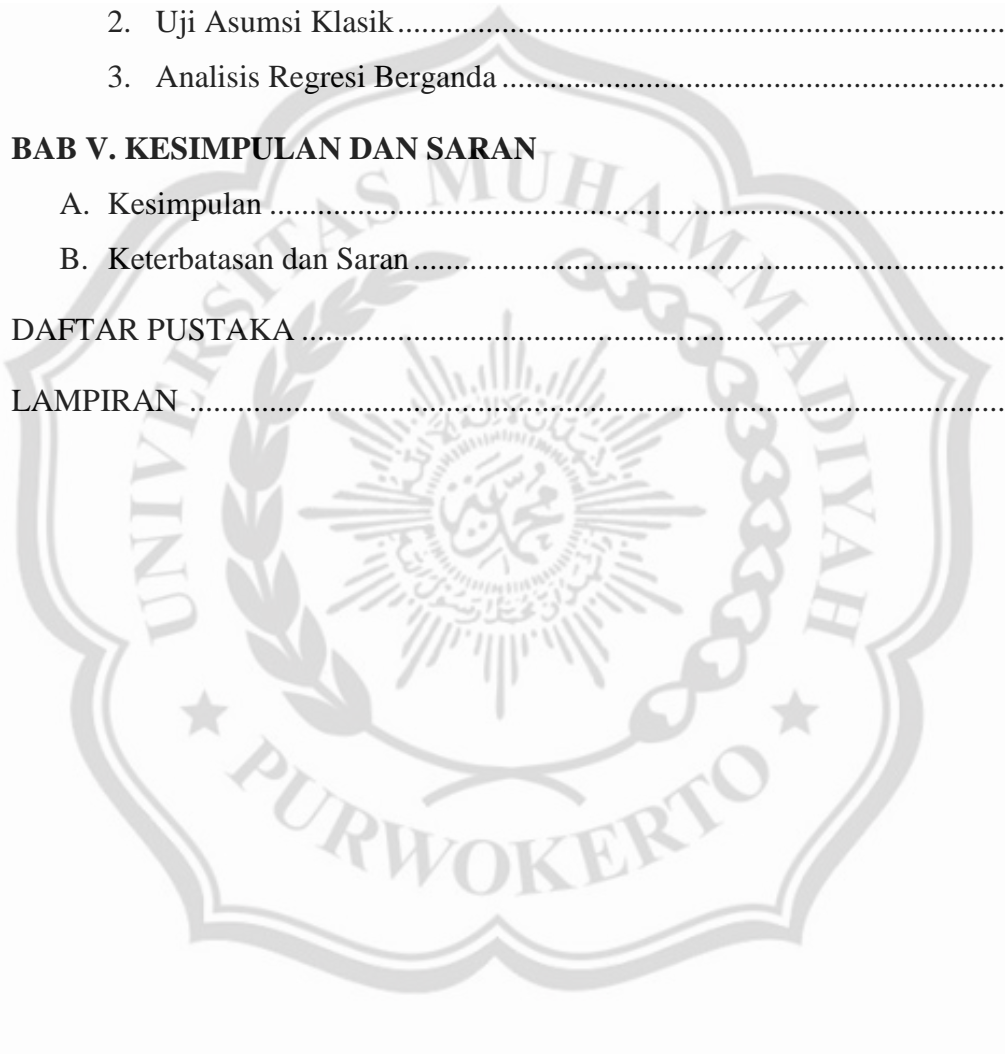 2. Uji Asumsi Klasik ........................................................................
3. Analisis Regresi Berganda ........................................................................
BAB V. KESIMPULAN DAN SARAN
A. Kesimpulan ........................................................................
B. Keterbatasan dan Saran ........................................................................
DAFTAR PUSTAKA ........................................................................
LAMPIRAN ........................................................................
UNIVERSITAS MUHAMMADIYAH
PURWOKERTO